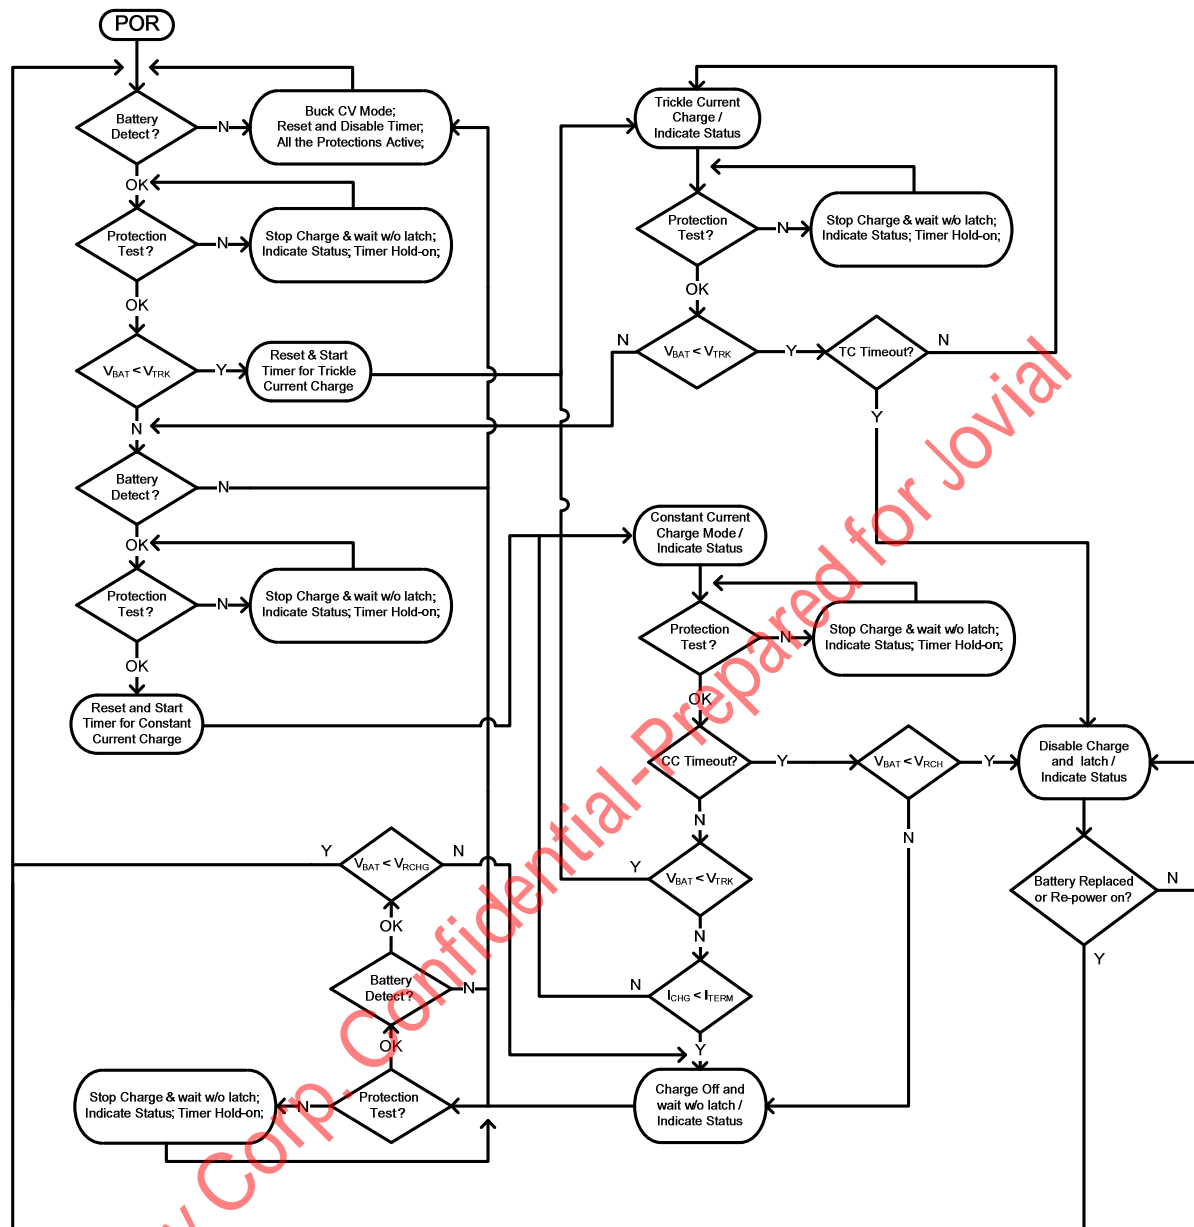 POR
Battery
Detect ?
N
Buck CV Mode;
Reset and Disable Timer;
All the Protections Active;
OK
Protection
Test ?
N
Stop Charge & wait w/o latch;
Indicate Status; Timer Hold-on;
OK
VBAT < VTRK
Y
Reset & Start
Timer for Trickle
Current Charge
N
Battery
Detect ?
N
OK
Protection
Test ?
N
Stop Charge & wait w/o latch;
Indicate Status; Timer Hold-on;
OK
Reset and Start
Timer for Constant
Current Charge
Trickle Current
Charge /
Indicate Status
Protection
Test ?
N
Stop Charge & wait w/o latch;
Indicate Status; Timer Hold-on;
OK
N
VBAT < VTRK
Y
TC Timeout?
N
Y
Constant Current
Charge Mode /
Indicate Status
Protection
Test ?
N
Stop Charge & wait w/o latch;
Indicate Status; Timer Hold-on;
OK
CC Timeout?
Y
VBAT < VRCH
Y
Disable Charge
and latch /
Indicate Status
N
N
Y
VBAT < VTRK
N
Battery Replaced
or Re-power on?
N
Y
N
ICHG < ITERM
Y
Charge Off and
wait w/o latch /
Indicate Status
Y
VBAT < VRCHG
N
OK
Battery
Detect ?
N
OK
Protection
Test ?
N
Stop Charge & wait w/o latch;
Indicate Status; Timer Hold-on;
Corp. Confidential-Prepared for Jovial